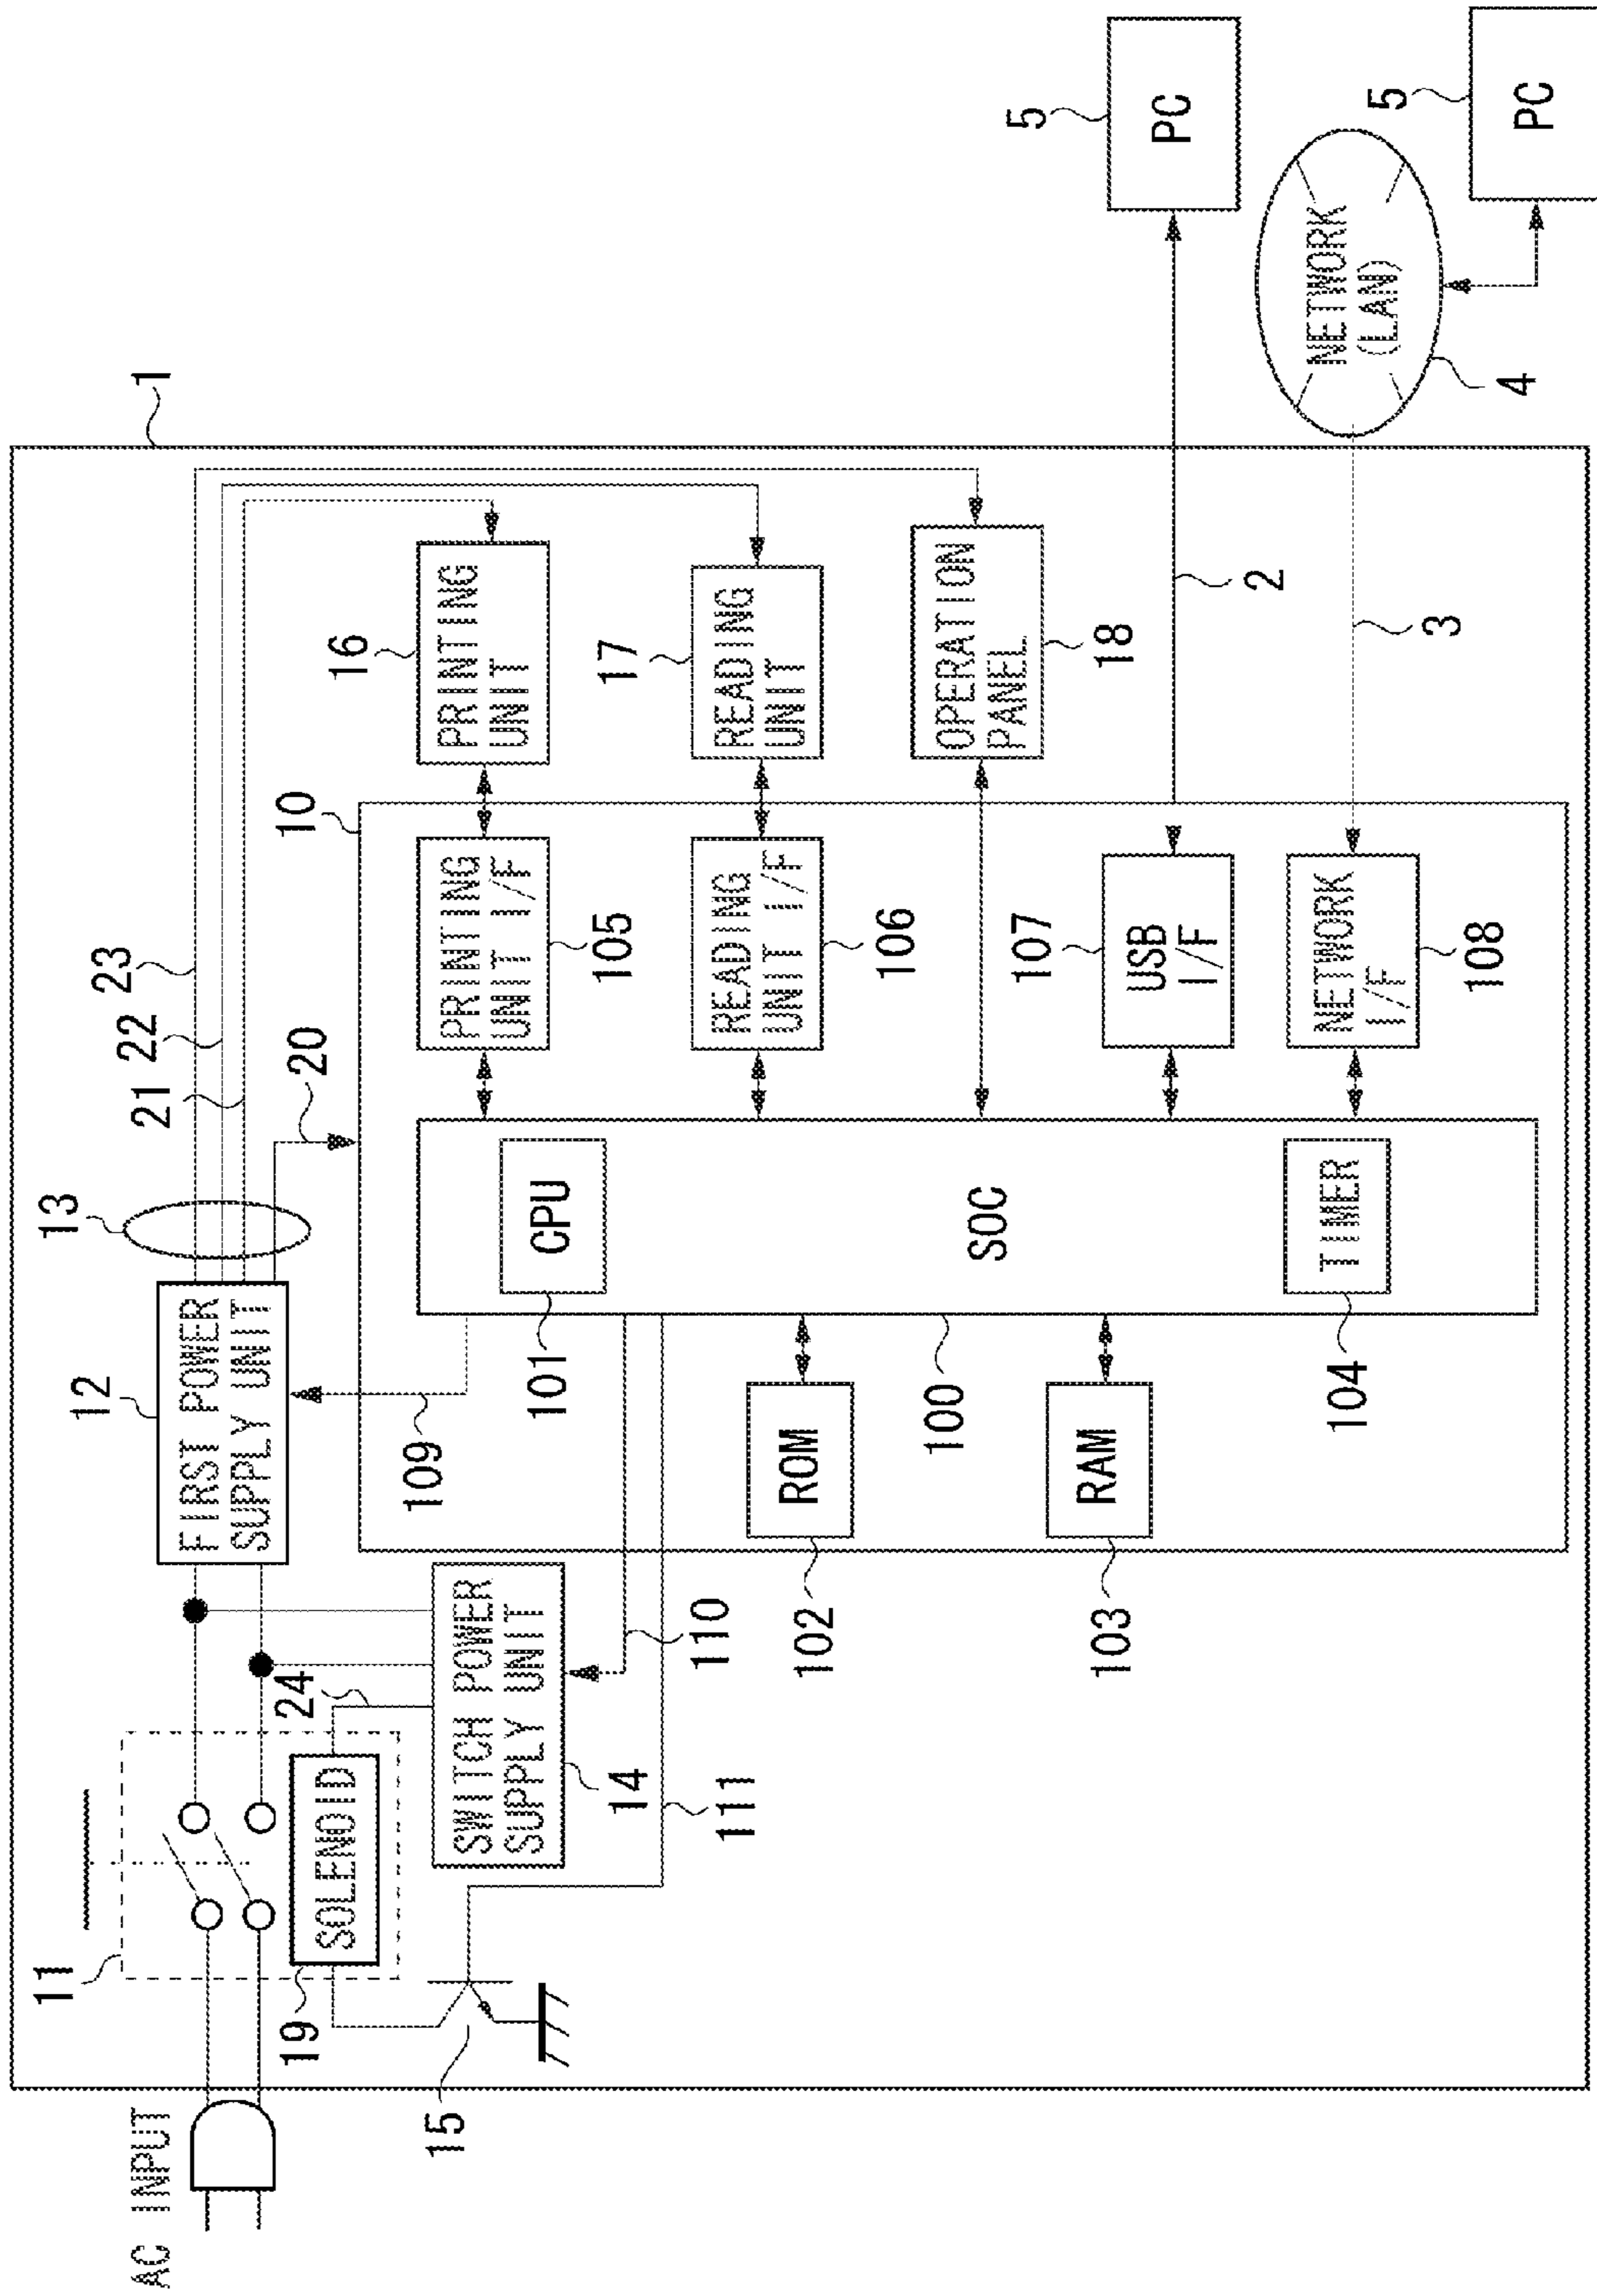 AC INPUT
11
19
SOLENOID
15
24
12
FIRST POWER
SUPPLY UNIT
SWITCH POWER
SUPPLY UNIT
14
110
111
109
13
20
21
22
23
1
10
CPU
101
SOC
100
TIMER
104
ROM
102
RAM
103
PRINTING
UNIT I/F
105
READING
UNIT I/F
106
107
USB
I/F
NETWORK
I/F
108
16
PRINTING
UNIT
17
READING
UNIT
OPERATION
PANEL
18
2
3
5
PC
NETWORK
(LAN)
4
5
PC